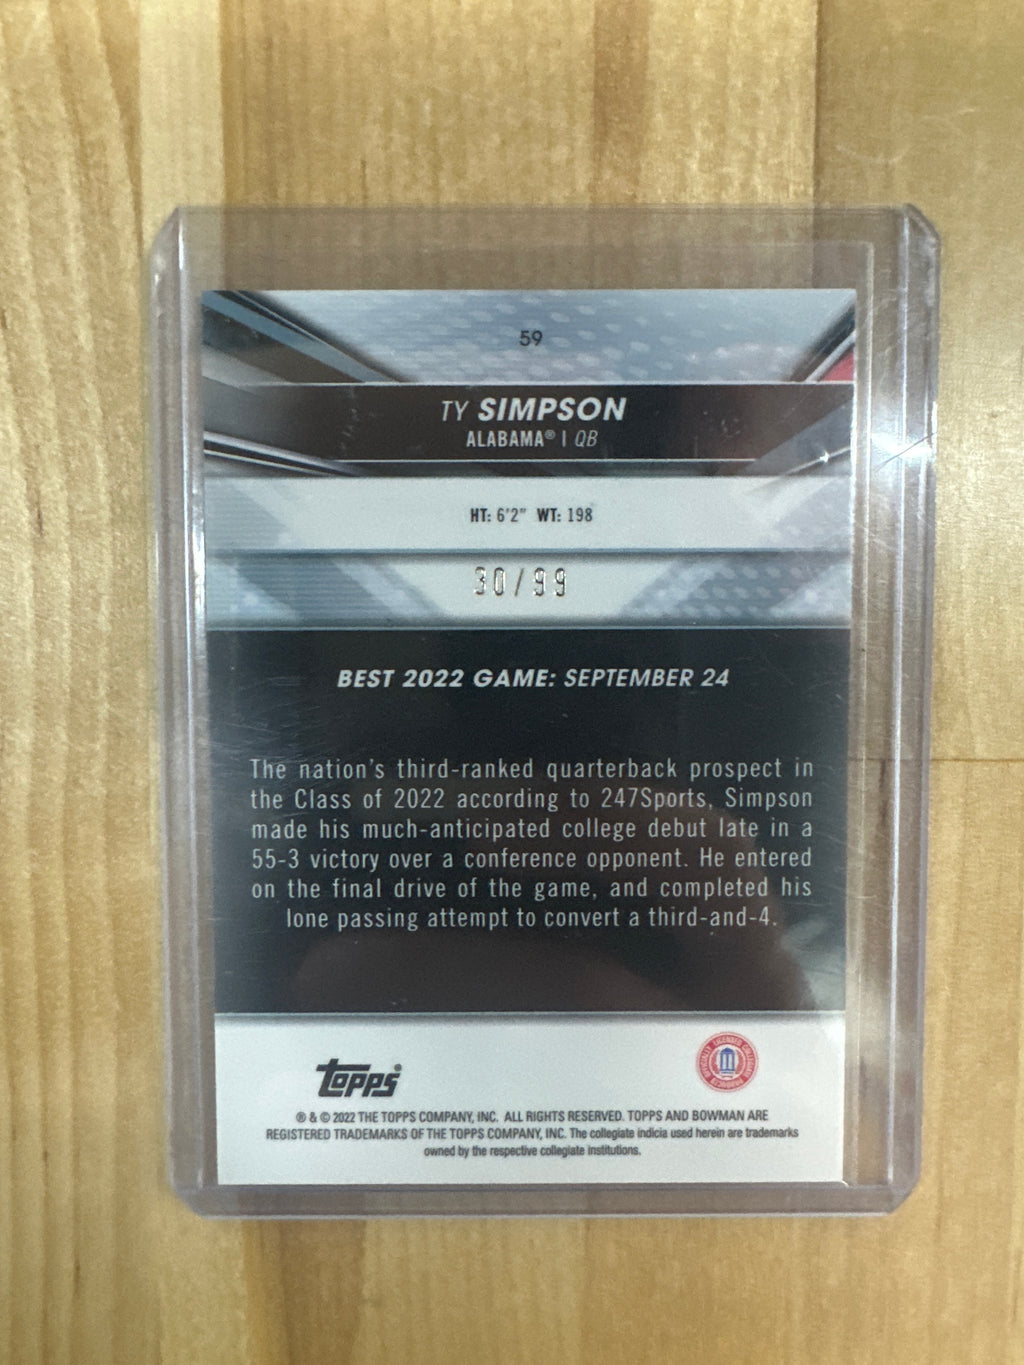 59
TY SIMPSON
ALABAMA® | QB
HT: 6'2" WT: 198
30/99
BEST 2022 GAME: SEPTEMBER 24
The nation's third-ranked quarterback prospect in
the Class of 2022 according to 247Sports, Simpson
made his much-anticipated college debut late in a
55-3 victory over a conference opponent. He entered
on the final drive of the game, and completed his
lone passing attempt to convert a third-and-4.
topps®
OFFICIALLY LICENSED COLLEGIATE PRODUCTS
® & © 2022 THE TOPPS COMPANY, INC. ALL RIGHTS RESERVED. TOPPS AND BOWMAN ARE
REGISTERED TRADEMARKS OF THE TOPPS COMPANY, INC. The collegiate indicia used herein are trademarks
owned by the respective collegiate institutions.